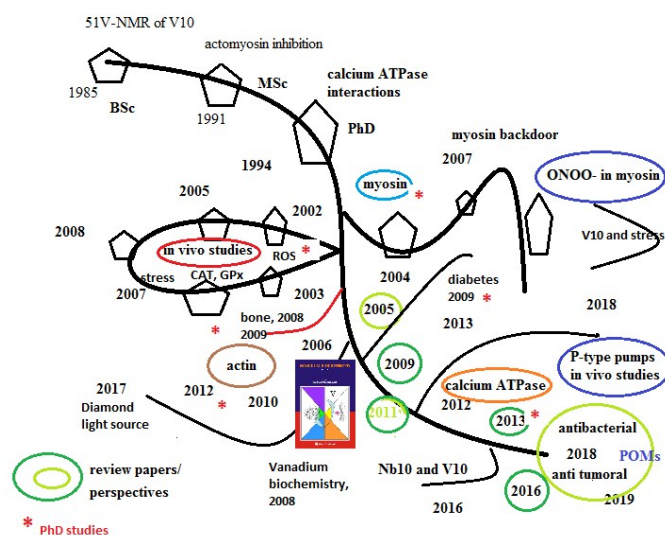 51V-NMR of V10
actomyosin inhibition
1985
BSc
MSc
1991
calcium ATPase
interactions
PhD
1994
myosin backdoor
2007
ONOO- in myosin
myosin
*
2005
2002
2008
in vivo studies
ROS
*
V10 and stress
stress
CAT, GPx
2007
2004
2003
diabetes
2009
*
2018
*
bone, 2008
2009
2005
2013
2006
actin
2009
P-type pumps
in vivo studies
calcium ATPase
2017
2012
2010
*
2011
2012
2013
*
Diamond
light source
antibacterial
2018
POMs
anti tumoral
2019
review papers/
perspectives
Vanadium
biochemistry,
2008
Nb10 and V10
2016
2016
* PhD studies